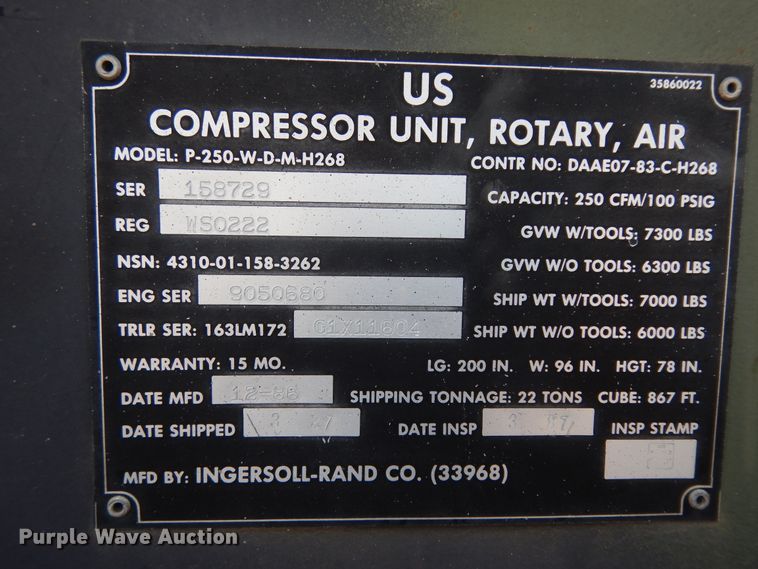 35860022
US
COMPRESSOR UNIT, ROTARY, AIR
MODEL: P-250-W-D-M-H268 CONTR NO: DAAE07-83-C-H268
SER 158729 CAPACITY: 250 CFM/100 PSIG
REG WS0222 GVW W/TOOLS: 7300 LBS
NSN: 4310-01-158-3262 GVW W/O TOOLS: 6300 LBS
ENG SER 9050680 SHIP WT W/TOOLS: 7000 LBS
TRLR SER: 163LM172 G1X11804 SHIP WT W/O TOOLS: 6000 LBS
WARRANTY: 15 MO. LG: 200 IN. W: 96 IN. HGT: 78 IN.
DATE MFD 12-86 SHIPPING TONNAGE: 22 TONS CUBE: 867 FT.
DATE SHIPPED DATE INSP INSP STAMP
MFD BY: INGERSOLL-RAND CO. (33968)
Purple Wave Auction